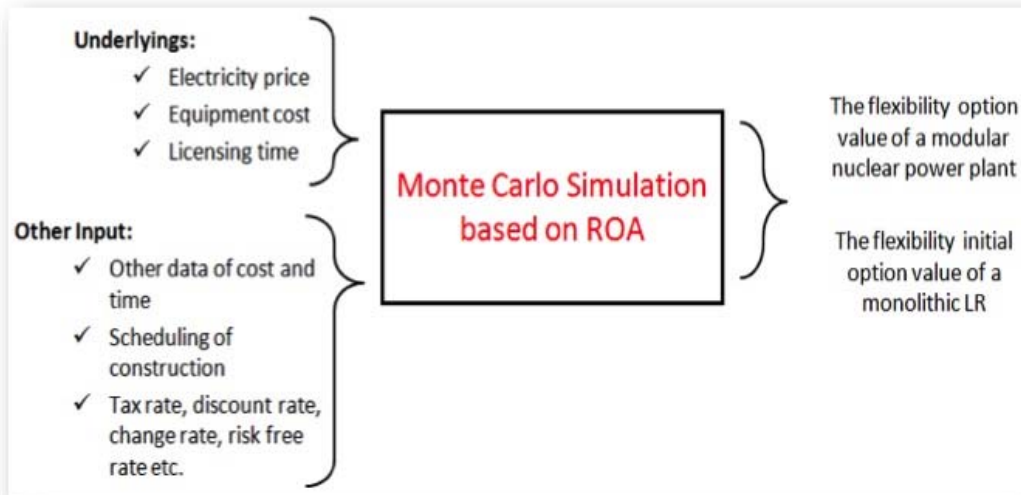 Underlyings:
✓ Electricity price
✓ Equipment cost
✓ Licensing time
Other Input:
✓ Other data of cost and
time
✓ Scheduling of
construction
✓ Tax rate, discount rate,
change rate, risk free
rate etc.
Monte Carlo Simulation
based on ROA
The flexibility option
value of a modular
nuclear power plant
The flexibility initial
option value of a
monolithic LR